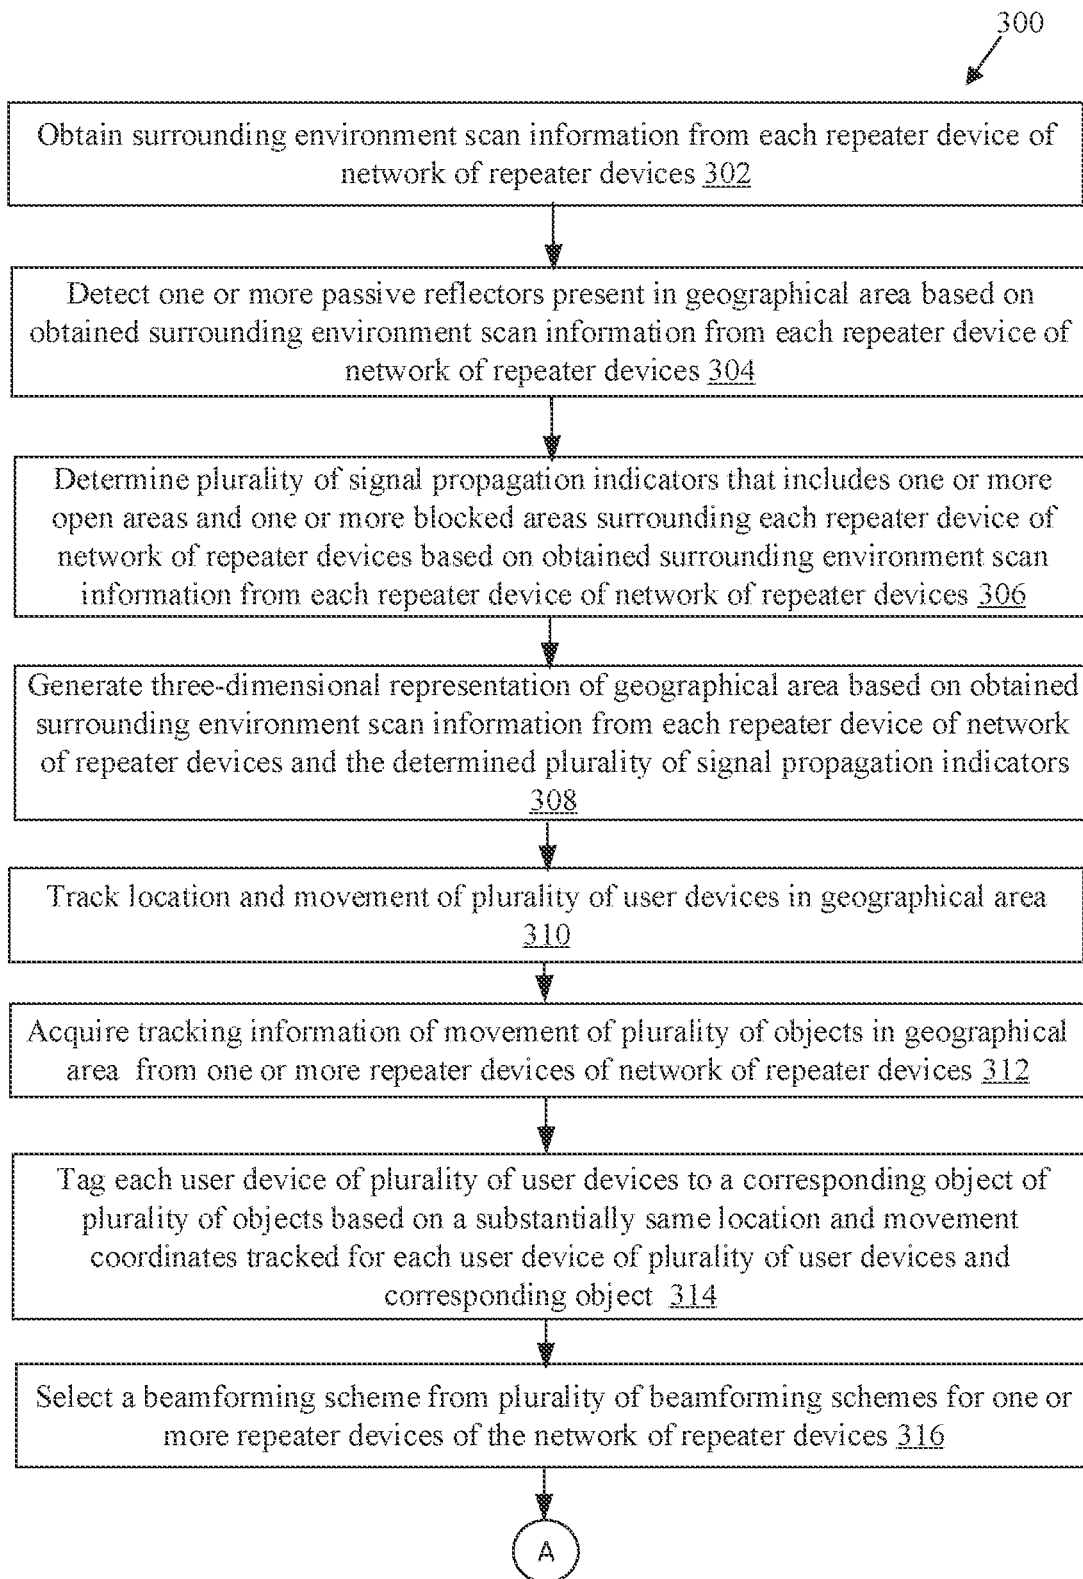 300
Obtain surrounding environment scan information from each repeater device of
network of repeater devices 302
Detect one or more passive reflectors present in geographical area based on
obtained surrounding environment scan information from each repeater device of
network of repeater devices 304
Determine plurality of signal propagation indicators that includes one or more
open areas and one or more blocked areas surrounding each repeater device of
network of repeater devices based on obtained surrounding environment scan
information from each repeater device of network of repeater devices 306
Generate three-dimensional representation of geographical area based on obtained
surrounding environment scan information from each repeater device of network
of repeater devices and the determined plurality of signal propagation indicators
308
Track location and movement of plurality of user devices in geographical area
310
Acquire tracking information of movement of plurality of objects in geographical
area from one or more repeater devices of network of repeater devices 312
Tag each user device of plurality of user devices to a corresponding object of
plurality of objects based on a substantially same location and movement
coordinates tracked for each user device of plurality of user devices and
corresponding object 314
Select a beamforming scheme from plurality of beamforming schemes for one or
more repeater devices of the network of repeater devices 316
A